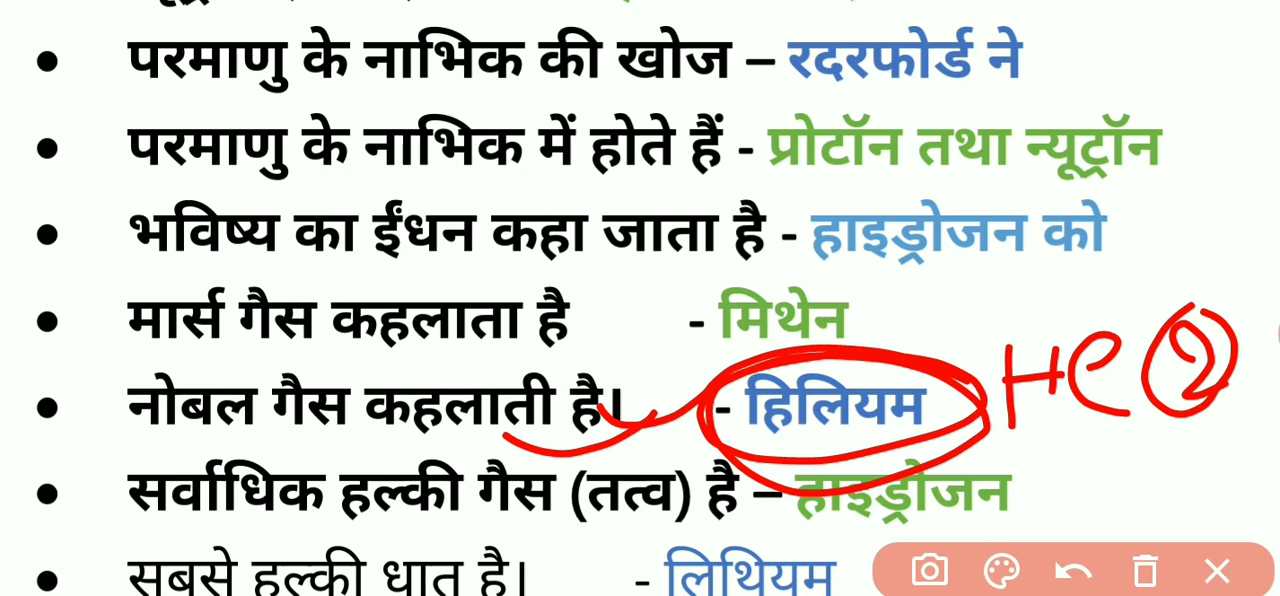 • परमाणु के नाभिक की खोज – रदरफोर्ड ने
• परमाणु के नाभिक में होते हैं - प्रोटॉन तथा न्यूट्रॉन
• भविष्य का ईंधन कहा जाता है - हाइड्रोजन को
• मार्स गैस कहलाता है - मिथेन
• नोबल गैस कहलाती है। - हिलियम He 2
• सर्वाधिक हल्की गैस (तत्व) है – हाइड्रोजन
• सबसे हल्की धातु है। - लिथियम